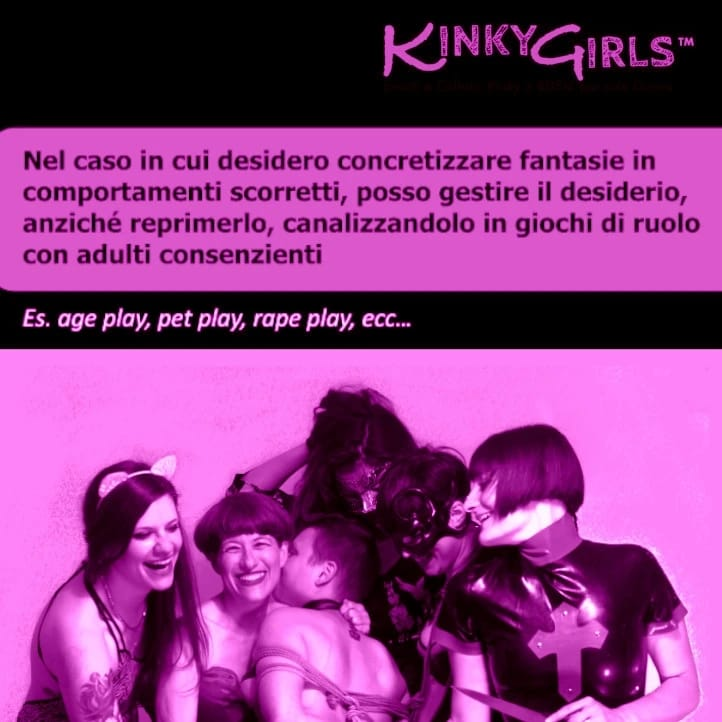 KINKYGIRLS™
Nel caso in cui desidero concretizzare fantasie in
comportamenti scorretti, posso gestire il desiderio,
anziché reprimerlo, canalizzandolo in giochi di ruolo
con adulti consenzienti
Es. age play, pet play, rape play, ecc...